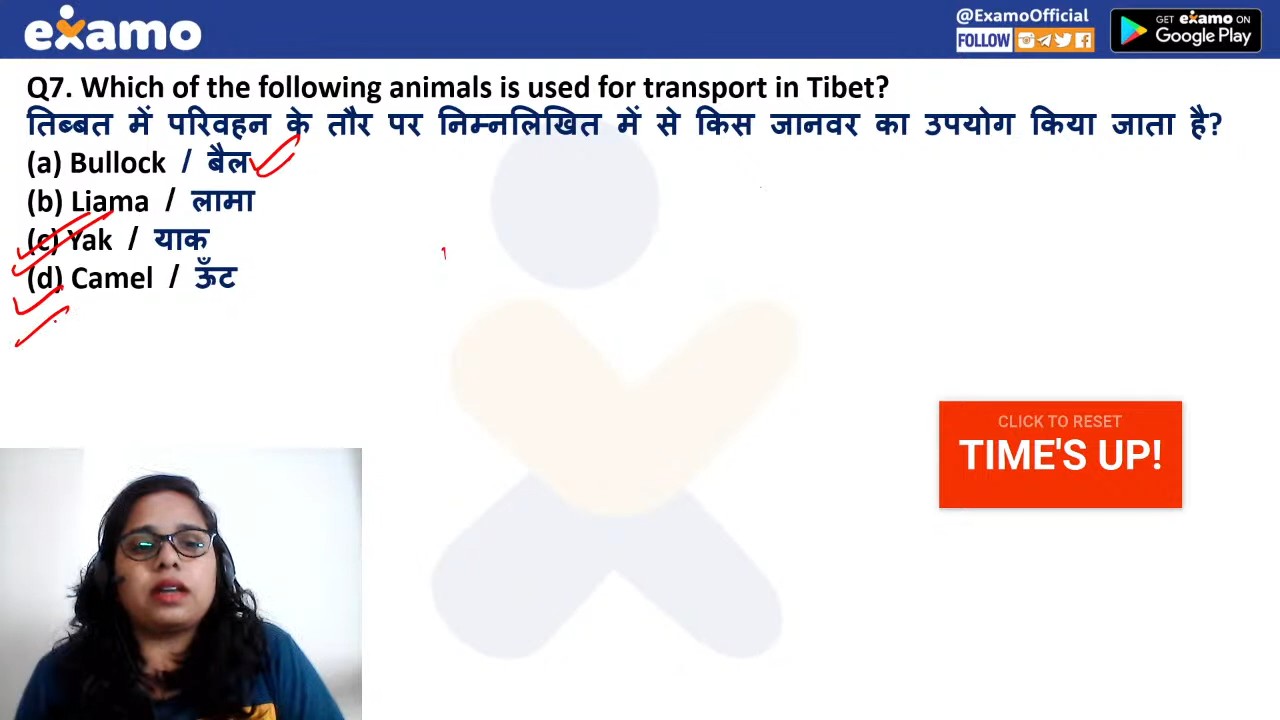 examo
@ExamoOfficial
FOLLOW
GET examo ON
Google Play
Q7. Which of the following animals is used for transport in Tibet?
तिब्बत में परिवहन के तौर पर निम्नलिखित में से किस जानवर का उपयोग किया जाता है?
(a) Bullock / बैल
(b) Liama / लामा
(c) Yak / याक
(d) Camel / ऊँट
CLICK TO RESET
TIME'S UP!